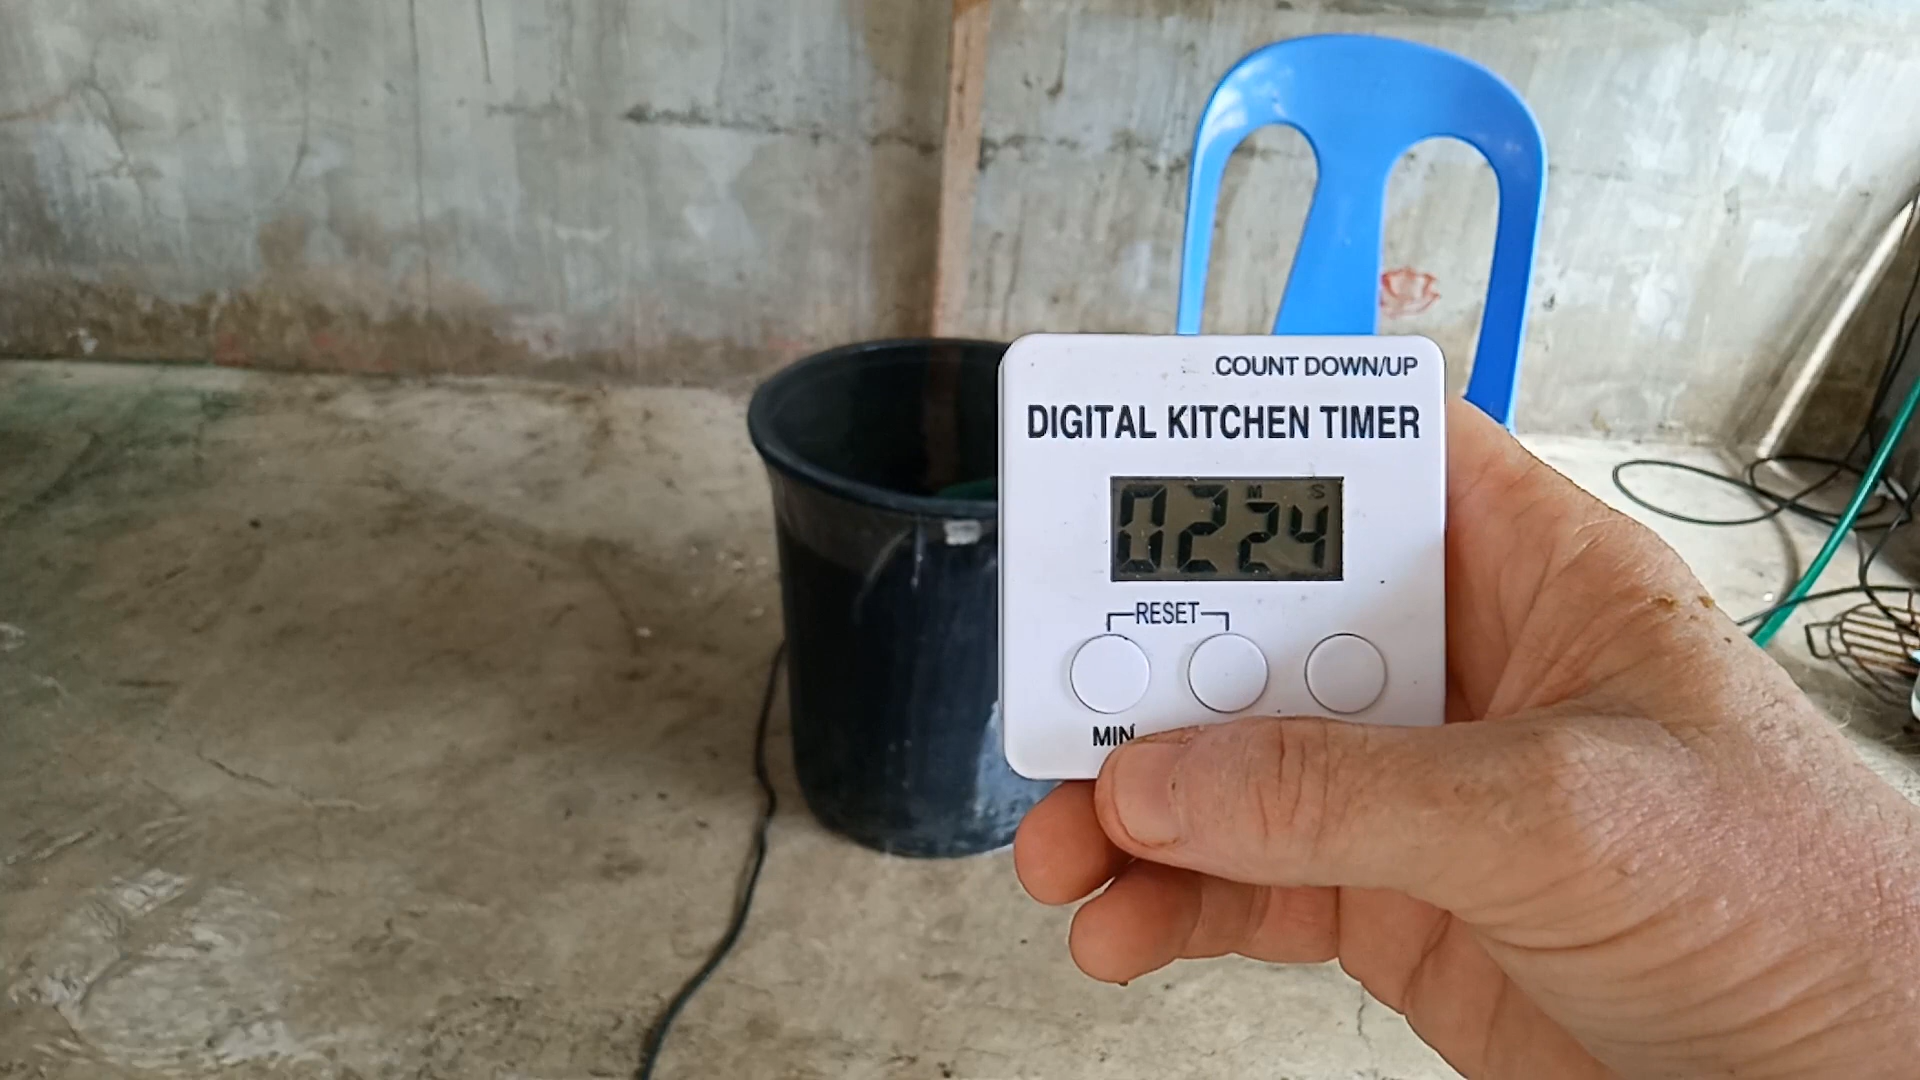 COUNT DOWN/UP
DIGITAL KITCHEN TIMER
M S
02 24
RESET
MIN